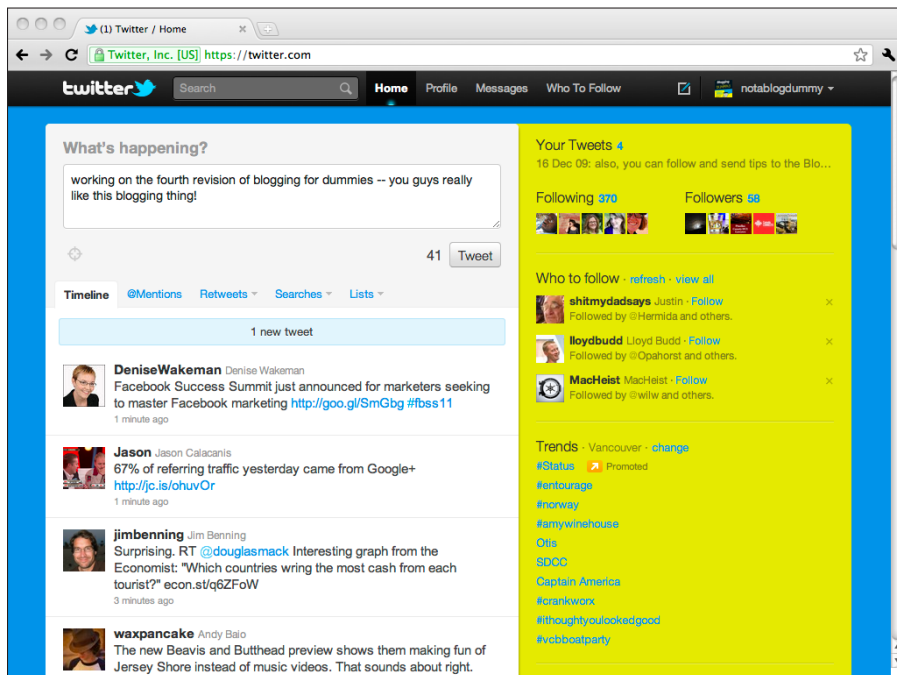 (1) Twitter / Home
Twitter, Inc. [US] https://twitter.com
twitter
Search
Home
Profile
Messages
Who To Follow
notablogdummy
What's happening?
working on the fourth revision of blogging for dummies -- you guys really
like this blogging thing!
41
Tweet
Timeline
@Mentions
Retweets
Searches
Lists
1 new tweet
DeniseWakeman Denise Wakeman
Facebook Success Summit just announced for marketers seeking
to master Facebook marketing http://goo.gl/SmGbg #fbss11
1 minute ago
Jason Jason Calacanis
67% of referring traffic yesterday came from Google+
http://jc.is/ohuvOr
1 minute ago
jimbenning Jim Benning
Surprising. RT @douglasmack Interesting graph from the
Economist: "Which countries wring the most cash from each
tourist?" econ.st/q6ZFoW
3 minutes ago
waxpancake Andy Baio
The new Beavis and Butthead preview shows them making fun of
Jersey Shore instead of music videos. That sounds about right.
Your Tweets 4
16 Dec 09: also, you can follow and send tips to the Blo...
Following 370
Followers 58
Who to follow · refresh · view all
shitmydadsays Justin · Follow
Followed by @Hermida and others.
lloydbudd Lloyd Budd · Follow
Followed by @Opahorst and others.
MacHeist MacHeist · Follow
Followed by @wilw and others.
Trends · Vancouver · change
#Status Promoted
#entourage
#norway
#amywinehouse
Otis
SDCC
Captain America
#crankworx
#ithoughtyoulookedgood
#vcbboatparty